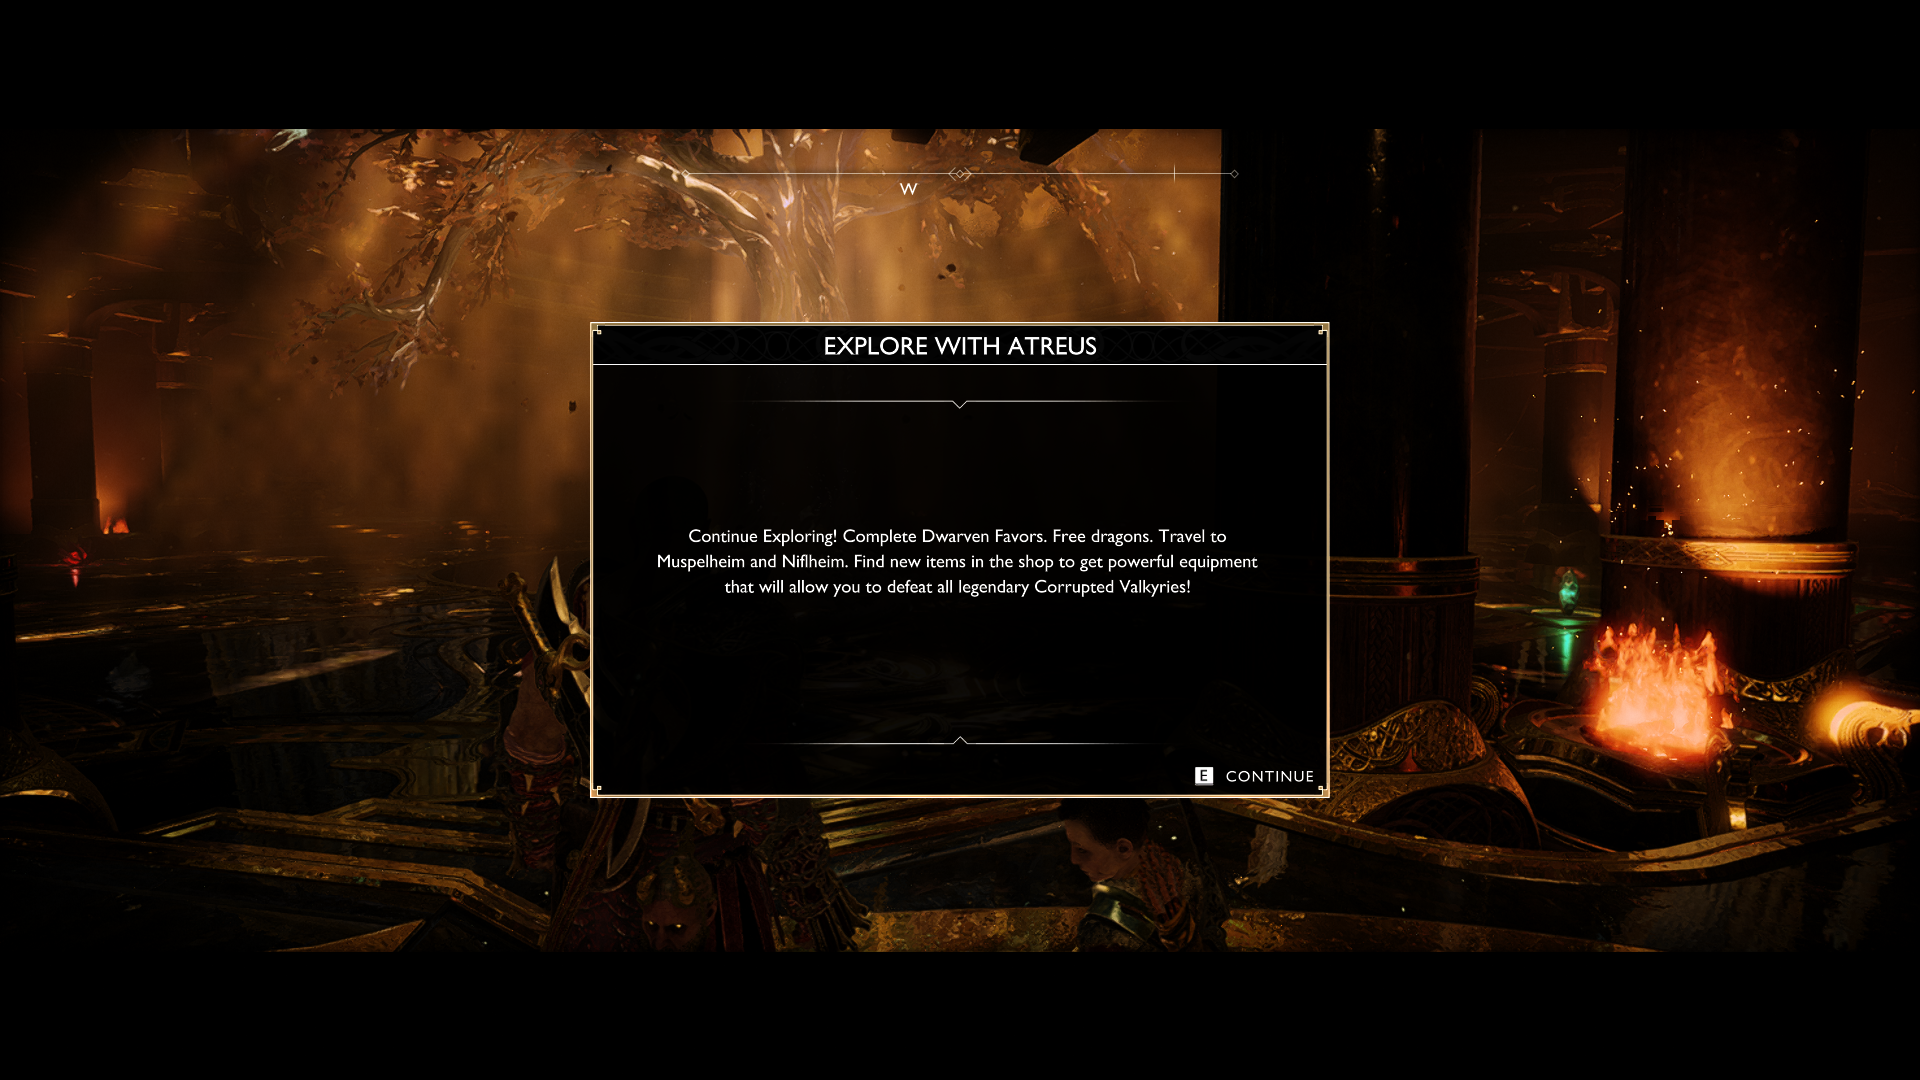 W
EXPLORE WITH ATREUS
Continue Exploring! Complete Dwarven Favors. Free dragons. Travel to
Muspelheim and Niflheim. Find new items in the shop to get powerful equipment
that will allow you to defeat all legendary Corrupted Valkyries!
E CONTINUE